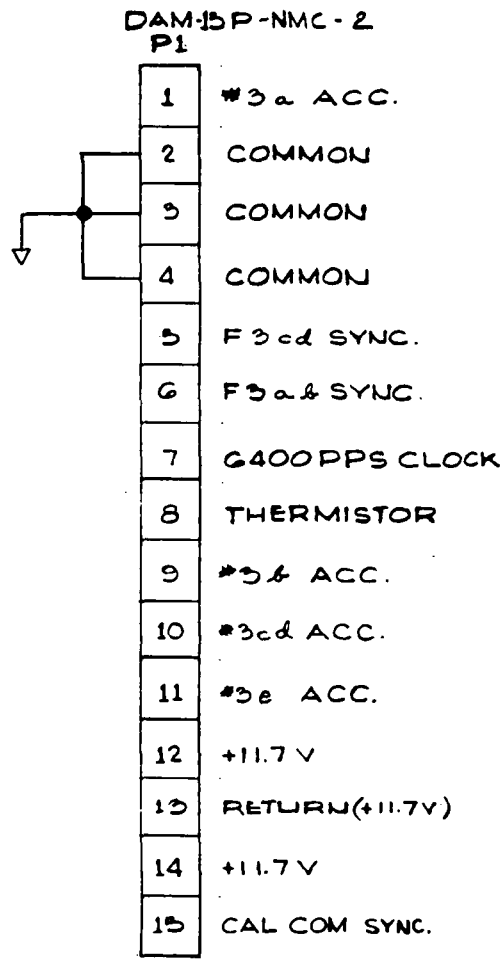 DAM-15P-NMC-2
P1
1 #3a ACC.
2 COMMON
3 COMMON
4 COMMON
5 F3cd SYNC.
6 F3ab SYNC.
7 6400PPS CLOCK
8 THERMISTOR
9 #3b ACC.
10 #3cd ACC.
11 #3e ACC.
12 +11.7 V
13 RETURN(+11.7V)
14 +11.7 V
15 CAL COM SYNC.